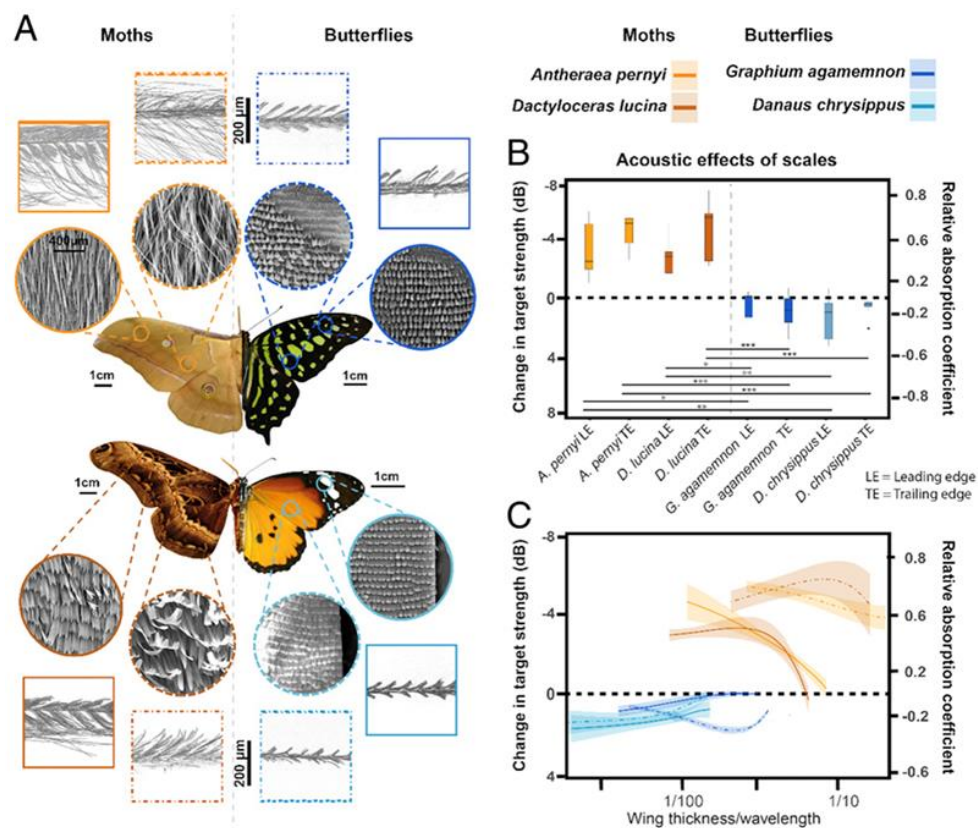 A
Moths
Butterflies
200 µm
400µm
1cm
1cm
1cm
1cm
200 µm
Moths
Butterflies
Antheraea pernyi
Graphium agamemnon
Dactyloceras lucina
Danaus chrysippus
B
Acoustic effects of scales
Change in target strength (dB)
-8
-4
0
4
8
0.8
0.6
0.2
-0.2
-0.6
-0.8
Relative absorption coefficient
***
***
*
**
***
***
*
**
A. pernyi LE
A. pernyi TE
D. lucina LE
D. lucina TE
G. agamemnon LE
G. agamemnon TE
D. chrysippus LE
D. chrysippus TE
LE = Leading edge
TE = Trailing edge
C
Change in target strength (dB)
-8
-4
0
4
0.8
0.6
0.2
-0.2
-0.6
Relative absorption coefficient
1/100
1/10
Wing thickness/wavelength